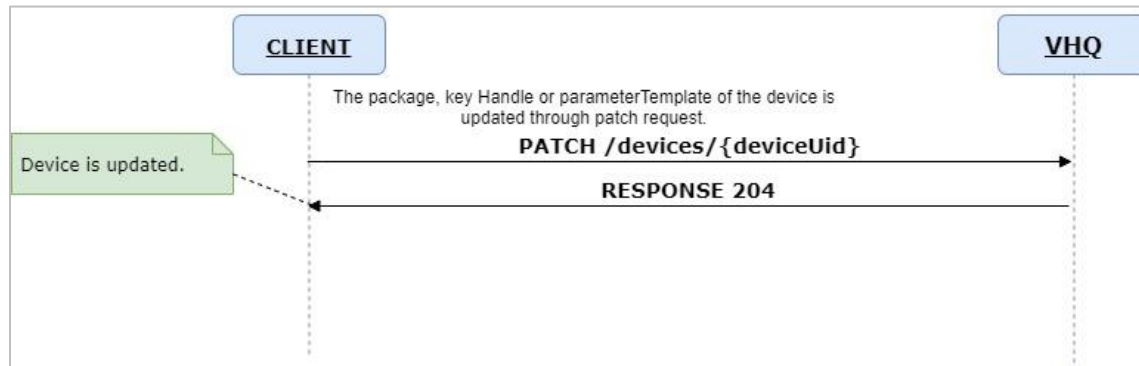 CLIENT
VHQ
The package, key Handle or parameterTemplate of the device is
updated through patch request.
PATCH /devices/{deviceUid}
Device is updated.
RESPONSE 204